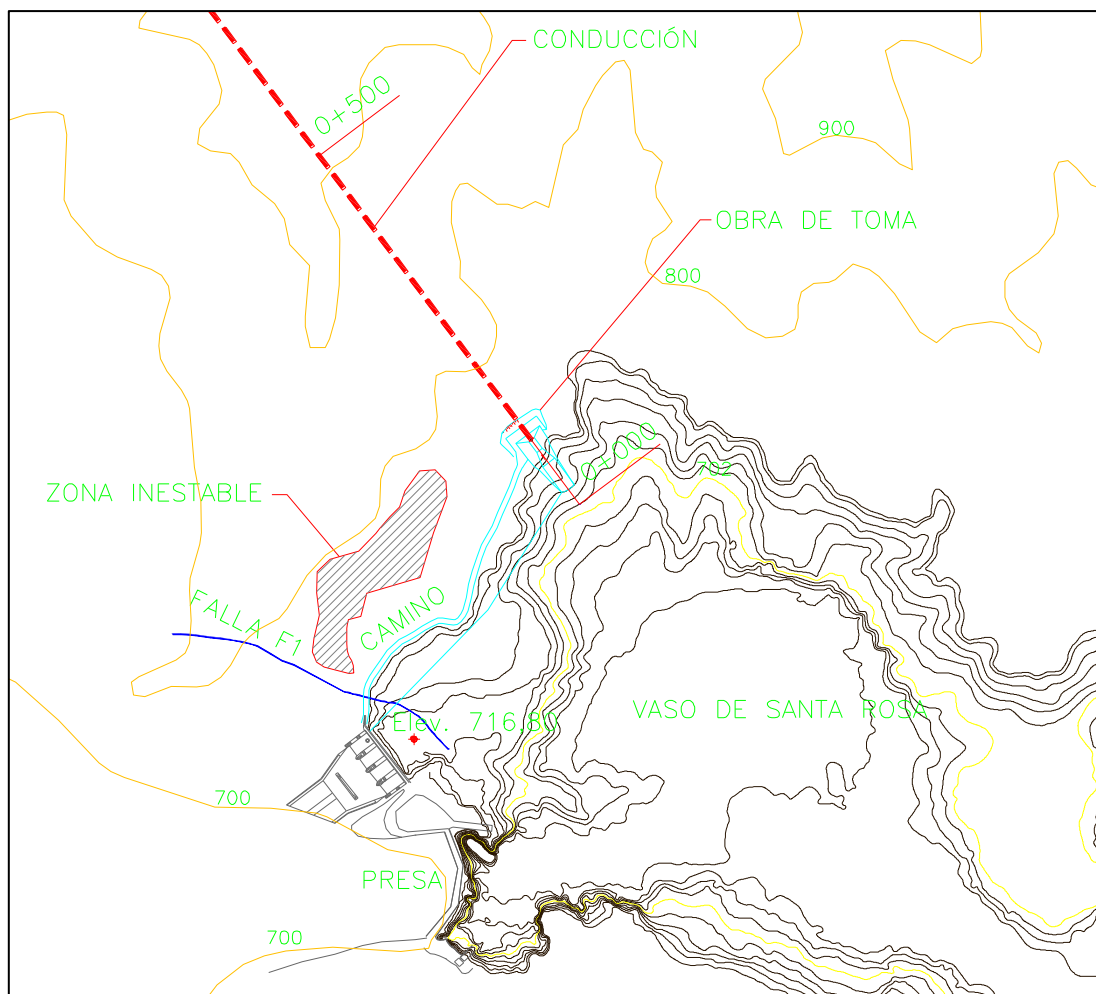 CONDUCCIÓN
0+500
900
OBRA DE TOMA
800
0+000
702
ZONA INESTABLE
FALLA F1
CAMINO
Elev. 716.80
VASO DE SANTA ROSA
700
PRESA
700